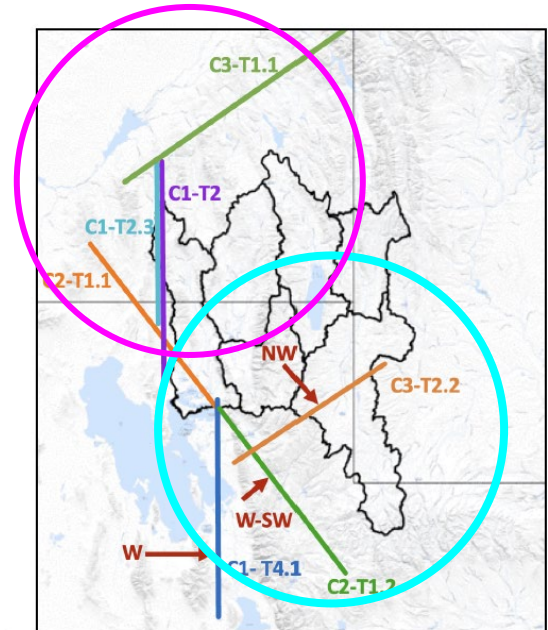 C3-T1.1
C1-T2
C1-T2.3
C2-T1.1
NW
C3-T2.2
W-SW
W
C1- T4.1
C2-T1.2